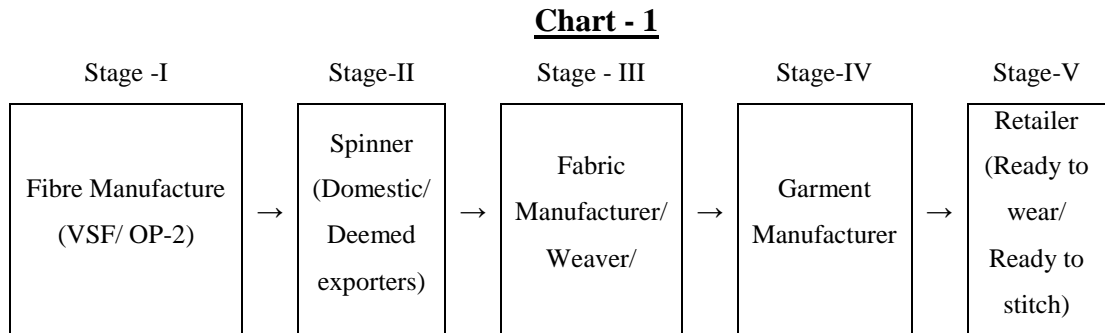 Chart - 1
Stage -I
Stage-II
Stage - III
Stage-IV
Stage-V
Fibre Manufacture
(VSF/ OP-2)
→
Spinner
(Domestic/
Deemed
exporters)
→
Fabric
Manufacturer/
Weaver/
→
Garment
Manufacturer
→
Retailer
(Ready to
wear/
Ready to
stitch)